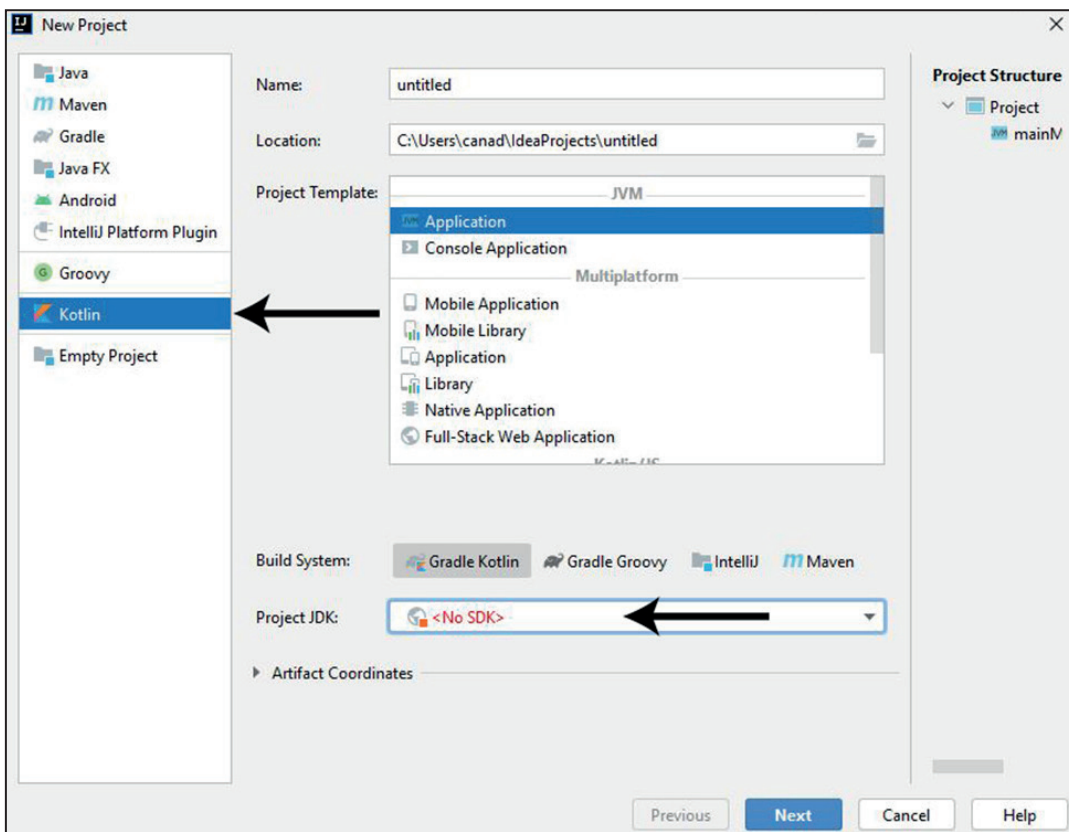 New Project
Java
Maven
Gradle
Java FX
Android
IntelliJ Platform Plugin
Groovy
Kotlin
Empty Project
Name: untitled
Location: C:\Users\canad\IdeaProjects\untitled
Project Template:
JVM
Application
Console Application
Multiplatform
Mobile Application
Mobile Library
Application
Library
Native Application
Full-Stack Web Application
Kotlin/JS
Build System: Gradle Kotlin Gradle Groovy IntelliJ Maven
Project JDK: <No SDK>
Artifact Coordinates
Project Structure
Project
mainM
Previous Next Cancel Help